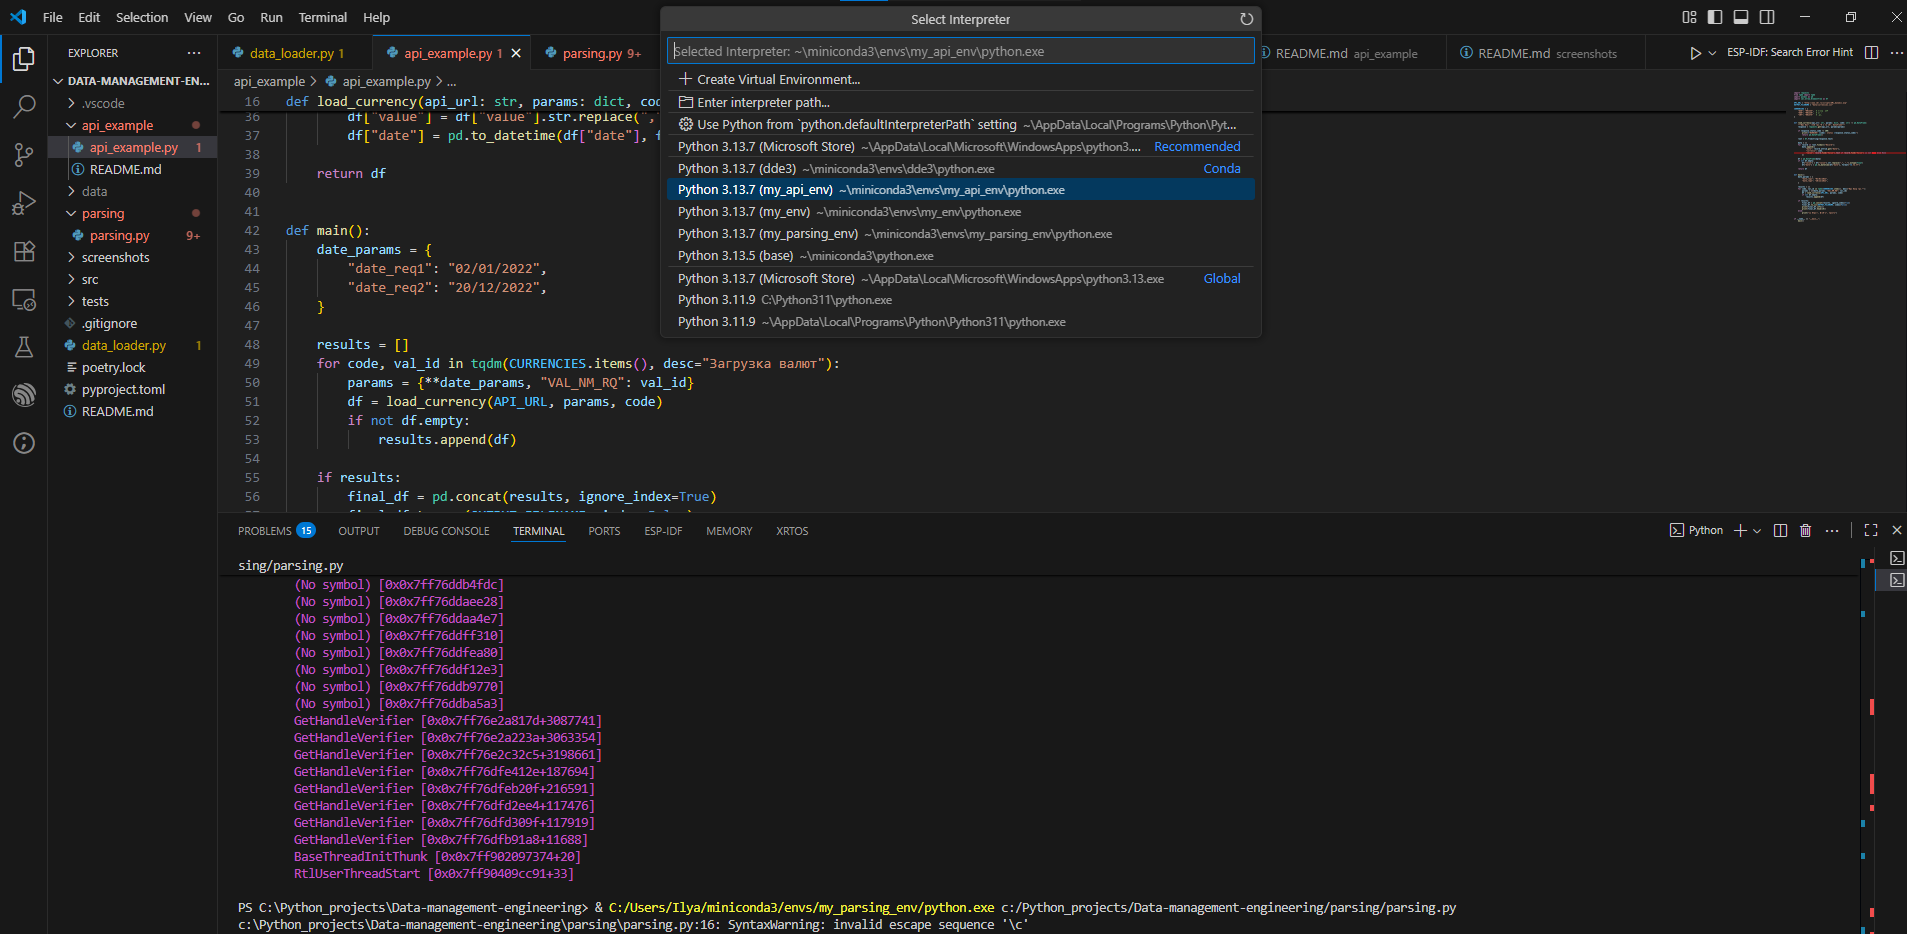 File Edit Selection View Go Run Terminal Help
Select Interpreter
EXPLORER
data_loader.py 1
api_example.py 1
parsing.py 9+
README.md api_example
README.md screenshots
ESP-IDF: Search Error Hint
Selected Interpreter: ~\miniconda3\envs\my_api_env\python.exe
Create Virtual Environment...
Enter interpreter path...
Use Python from `python.defaultInterpreterPath` setting ~\AppData\Local\Programs\Python\Pyt...
Python 3.13.7 (Microsoft Store) ~\AppData\Local\Microsoft\WindowsApps\python3.... Recommended
Python 3.13.7 (dde3) ~\miniconda3\envs\dde3\python.exe Conda
Python 3.13.7 (my_api_env) ~\miniconda3\envs\my_api_env\python.exe
Python 3.13.7 (my_env) ~\miniconda3\envs\my_env\python.exe
Python 3.13.7 (my_parsing_env) ~\miniconda3\envs\my_parsing_env\python.exe
Python 3.13.5 (base) ~\miniconda3\python.exe
Python 3.13.7 (Microsoft Store) ~\AppData\Local\Microsoft\WindowsApps\python3.13.exe Global
Python 3.11.9 C:\Python311\python.exe
Python 3.11.9 ~\AppData\Local\Programs\Python\Python311\python.exe
DATA-MANAGEMENT-EN...
.vscode
api_example
api_example.py 1
README.md
data
parsing
parsing.py 9+
screenshots
src
tests
.gitignore
data_loader.py 1
poetry.lock
pyproject.toml
README.md
api_example > api_example.py > ...
16 def load_currency(api_url: str, params: dict, cod
36 df["value"] = df["value"].str.replace(",
37 df["date"] = pd.to_datetime(df["date"], f
38
39 return df
40
41
42 def main():
43 date_params = {
44 "date_req1": "02/01/2022",
45 "date_req2": "20/12/2022",
46 }
47
48 results = []
49 for code, val_id in tqdm(CURRENCIES.items(), desc="Загрузка валют"):
50 params = {**date_params, "VAL_NM_RQ": val_id}
51 df = load_currency(API_URL, params, code)
52 if not df.empty:
53 results.append(df)
54
55 if results:
56 final_df = pd.concat(results, ignore_index=True)
PROBLEMS 15 OUTPUT DEBUG CONSOLE TERMINAL PORTS ESP-IDF MEMORY XRTOS
Python
sing/parsing.py
(No symbol) [0x0x7ff76ddb4fdc]
(No symbol) [0x0x7ff76ddaee28]
(No symbol) [0x0x7ff76ddaa4e7]
(No symbol) [0x0x7ff76ddff310]
(No symbol) [0x0x7ff76ddfea80]
(No symbol) [0x0x7ff76ddf12e3]
(No symbol) [0x0x7ff76ddb9770]
(No symbol) [0x0x7ff76ddba5a3]
GetHandleVerifier [0x0x7ff76e2a817d+3087741]
GetHandleVerifier [0x0x7ff76e2a223a+3063354]
GetHandleVerifier [0x0x7ff76e2c32c5+3198661]
GetHandleVerifier [0x0x7ff76dfe412e+187694]
GetHandleVerifier [0x0x7ff76dfeb20f+216591]
GetHandleVerifier [0x0x7ff76dfd2ee4+117476]
GetHandleVerifier [0x0x7ff76dfd309f+117919]
GetHandleVerifier [0x0x7ff76dfb91a8+11688]
BaseThreadInitThunk [0x0x7ff902097374+20]
RtlUserThreadStart [0x0x7ff90409cc91+33]
PS C:\Python_projects\Data-management-engineering> & C:/Users/Ilya/miniconda3/envs/my_parsing_env/python.exe c:/Python_projects/Data-management-engineering/parsing/parsing.py
c:\Python_projects\Data-management-engineering\parsing\parsing.py:16: SyntaxWarning: invalid escape sequence '\c'